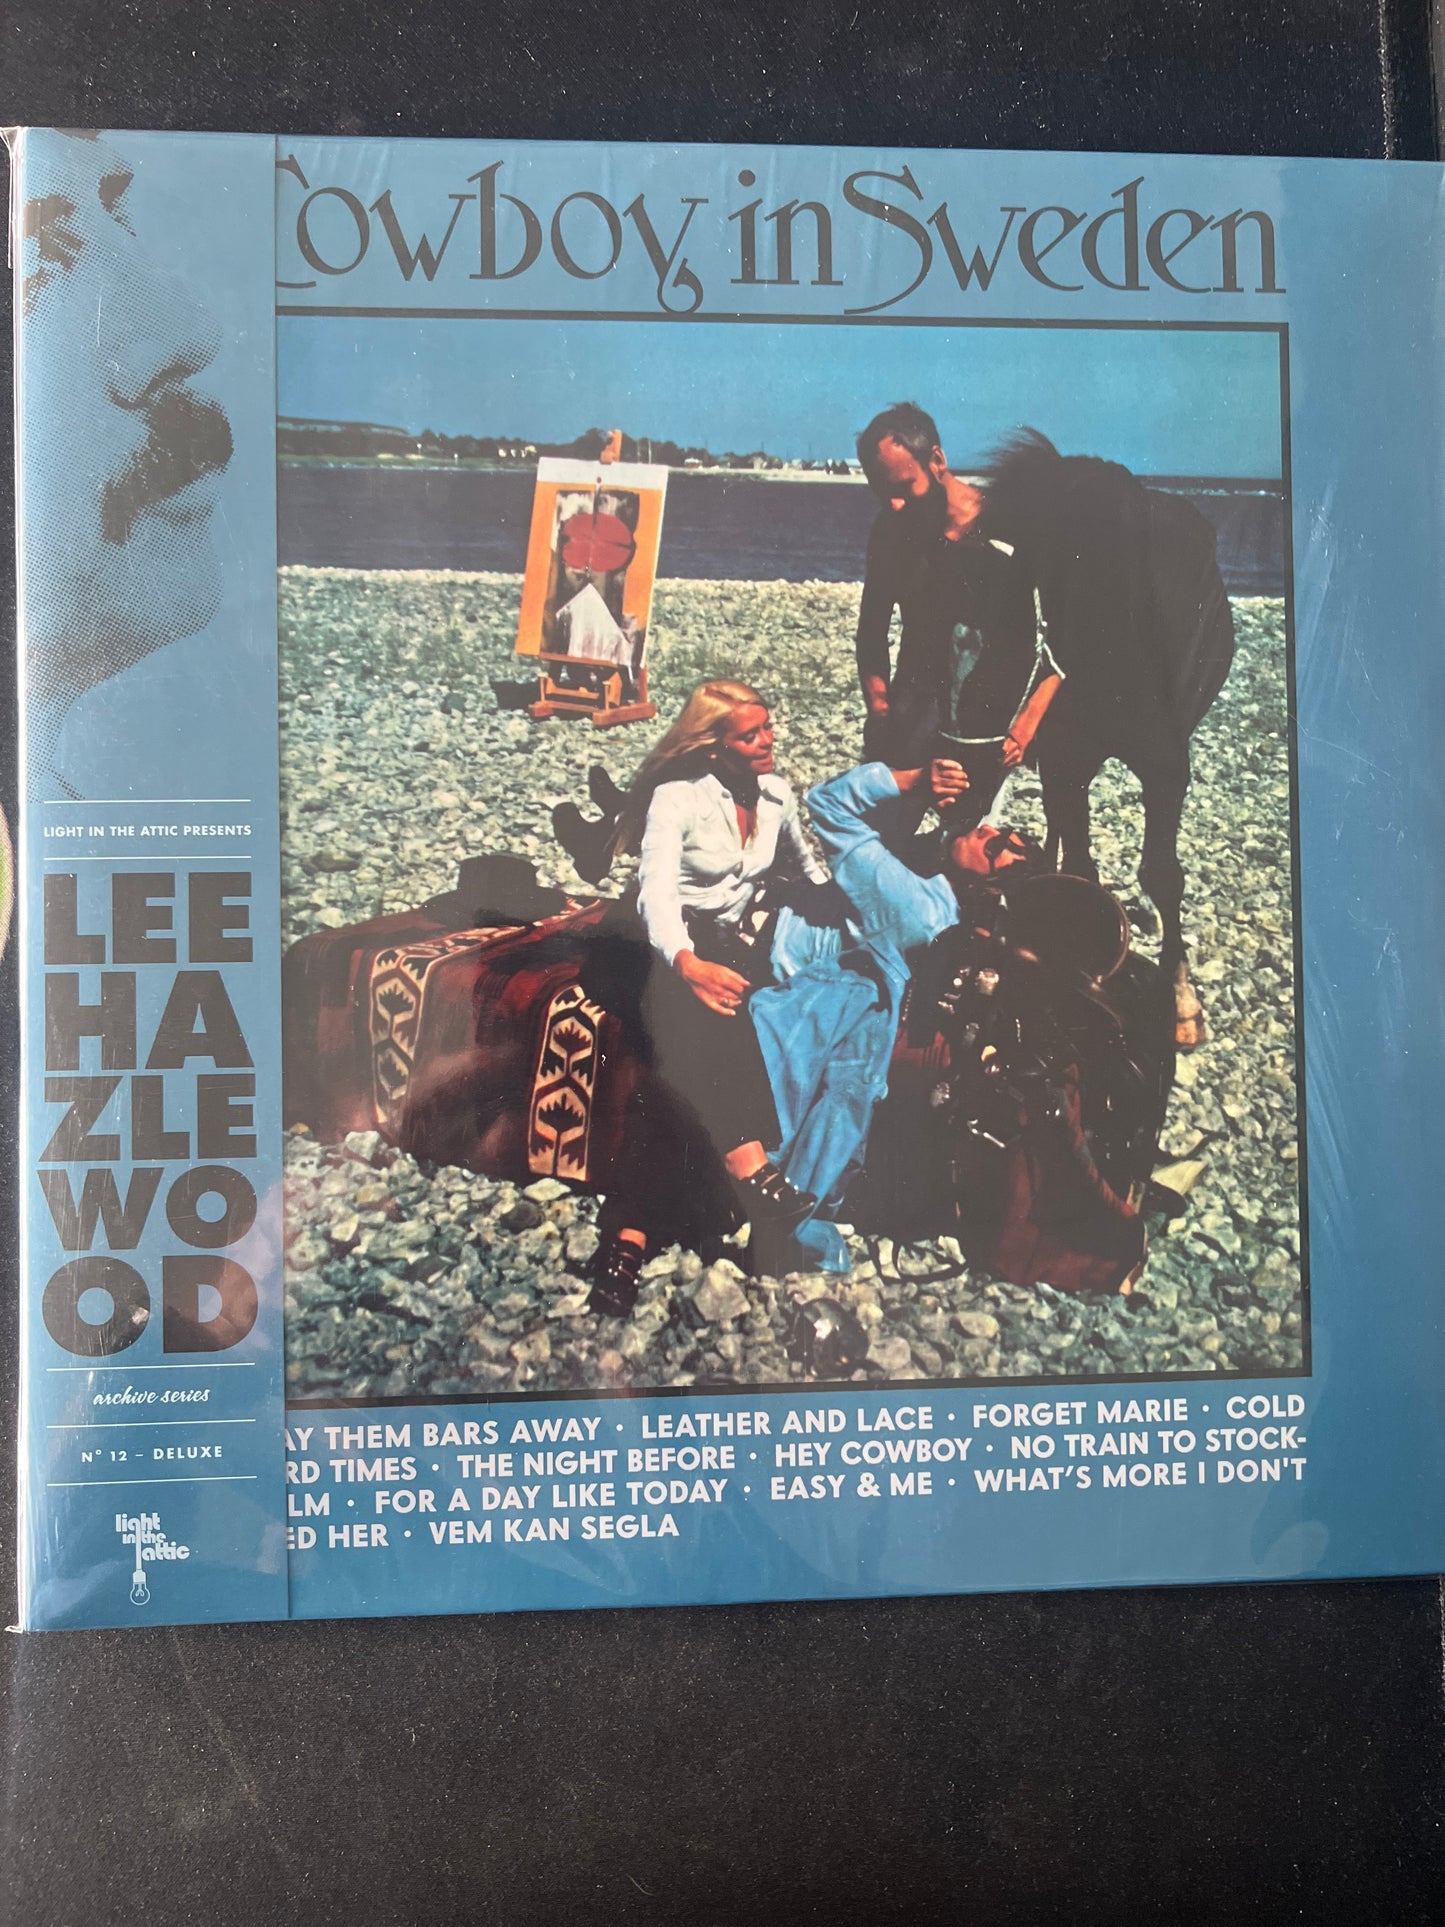 Cowboy in Sweden
LIGHT IN THE ATTIC PRESENTS
LEE
HA
ZLE
WO
OD
archive series
Nº 12 – DELUXE
light
in the
attic
AY THEM BARS AWAY · LEATHER AND LACE · FORGET MARIE · COLD
RD TIMES · THE NIGHT BEFORE · HEY COWBOY · NO TRAIN TO STOCK-
LM · FOR A DAY LIKE TODAY · EASY & ME · WHAT'S MORE I DON'T
ED HER · VEM KAN SEGLA